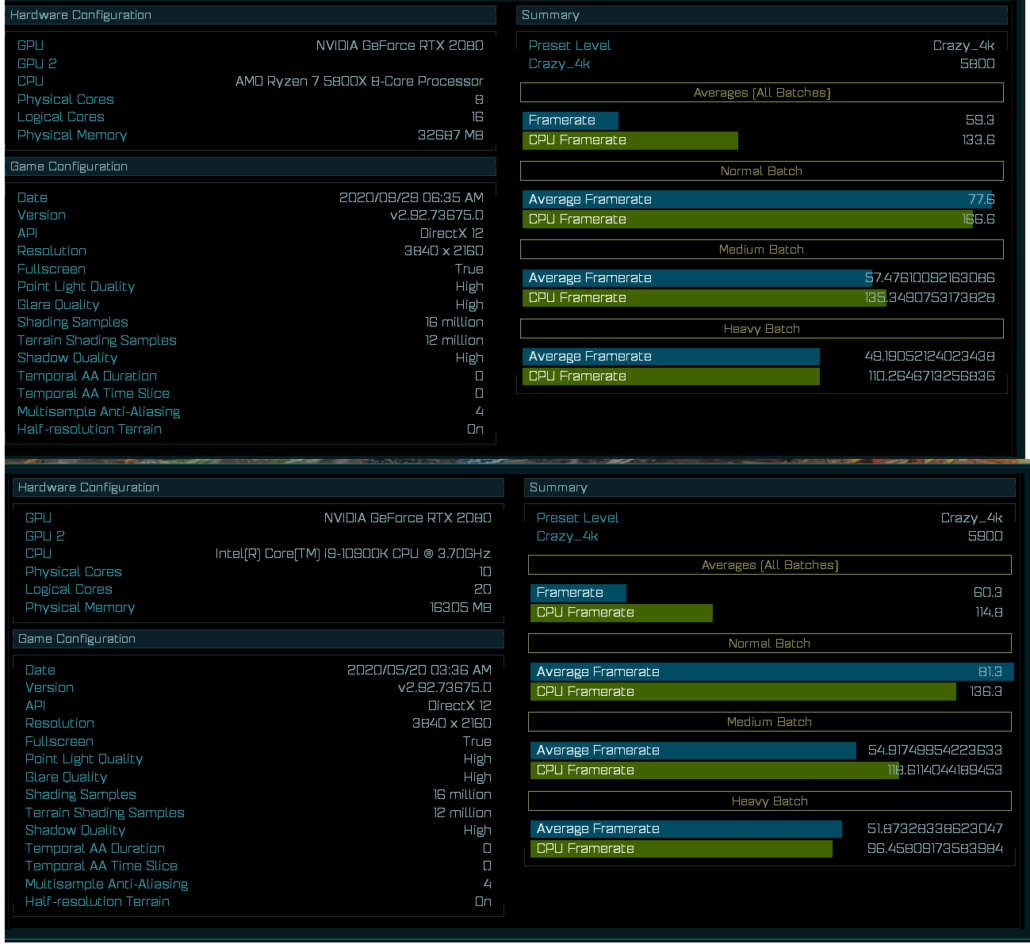 Hardware Configuration
GPU NVIDIA GeForce RTX 2080
GPU 2
CPU AMD Ryzen 7 5800X 8-Core Processor
Physical Cores 8
Logical Cores 16
Physical Memory 32687 MB
Game Configuration
Date 2020/09/29 06:35 AM
Version v2.92.73675.0
API DirectX 12
Resolution 3840 x 2160
Fullscreen True
Point Light Quality High
Glare Quality High
Shading Samples 16 million
Terrain Shading Samples 12 million
Shadow Quality High
Temporal AA Duration 0
Temporal AA Time Slice 0
Multisample Anti-Aliasing 4
Half-resolution Terrain On
Summary
Preset Level Crazy_4k
Crazy_4k 5800
Averages (All Batches)
Framerate 59.3
CPU Framerate 133.6
Normal Batch
Average Framerate 77.6
CPU Framerate 166.6
Medium Batch
Average Framerate 57.47610092163086
CPU Framerate 135.3490753173828
Heavy Batch
Average Framerate 49.19052124023438
CPU Framerate 110.2646713256836
Hardware Configuration
GPU NVIDIA GeForce RTX 2080
GPU 2
CPU Intel(R) Core(TM) i9-10900K CPU @ 3.70GHz
Physical Cores 10
Logical Cores 20
Physical Memory 16305 MB
Game Configuration
Date 2020/05/20 03:36 AM
Version v2.92.73675.0
API DirectX 12
Resolution 3840 x 2160
Fullscreen True
Point Light Quality High
Glare Quality High
Shading Samples 16 million
Terrain Shading Samples 12 million
Shadow Quality High
Temporal AA Duration 0
Temporal AA Time Slice 0
Multisample Anti-Aliasing 4
Half-resolution Terrain On
Summary
Preset Level Crazy_4k
Crazy_4k 5900
Averages (All Batches)
Framerate 60.3
CPU Framerate 114.8
Normal Batch
Average Framerate 81.3
CPU Framerate 136.3
Medium Batch
Average Framerate 54.91749954223633
CPU Framerate 118.6114044189453
Heavy Batch
Average Framerate 51.87328338623047
CPU Framerate 96.45809173583984